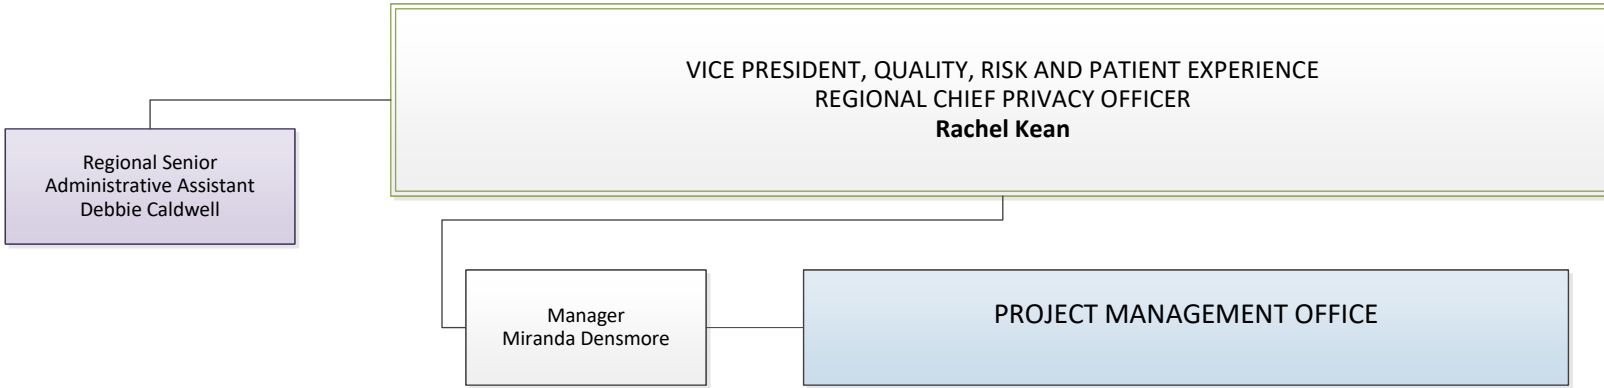 VICE PRESIDENT, QUALITY, RISK AND PATIENT EXPERIENCE
REGIONAL CHIEF PRIVACY OFFICER
Rachel Kean
Regional Senior
Administrative Assistant
Debbie Caldwell
Manager
Miranda Densmore
PROJECT MANAGEMENT OFFICE